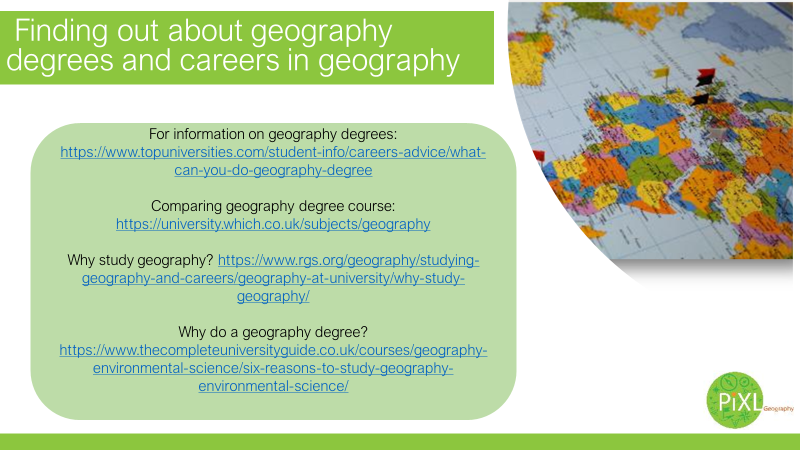 Finding out about geography
degrees and careers in geography
For information on geography degrees:
https://www.topuniversities.com/student-info/careers-advice/what-
can-you-do-geography-degree
Comparing geography degree course:
https://university.which.co.uk/subjects/geography
Why study geography? https://www.rgs.org/geography/studying-
geography-and-careers/geography-at-university/why-study-
geography/
Why do a geography degree?
https://www.thecompleteuniversityguide.co.uk/courses/geography-
environmental-science/six-reasons-to-study-geography-
environmental-science/
PiXL Geography